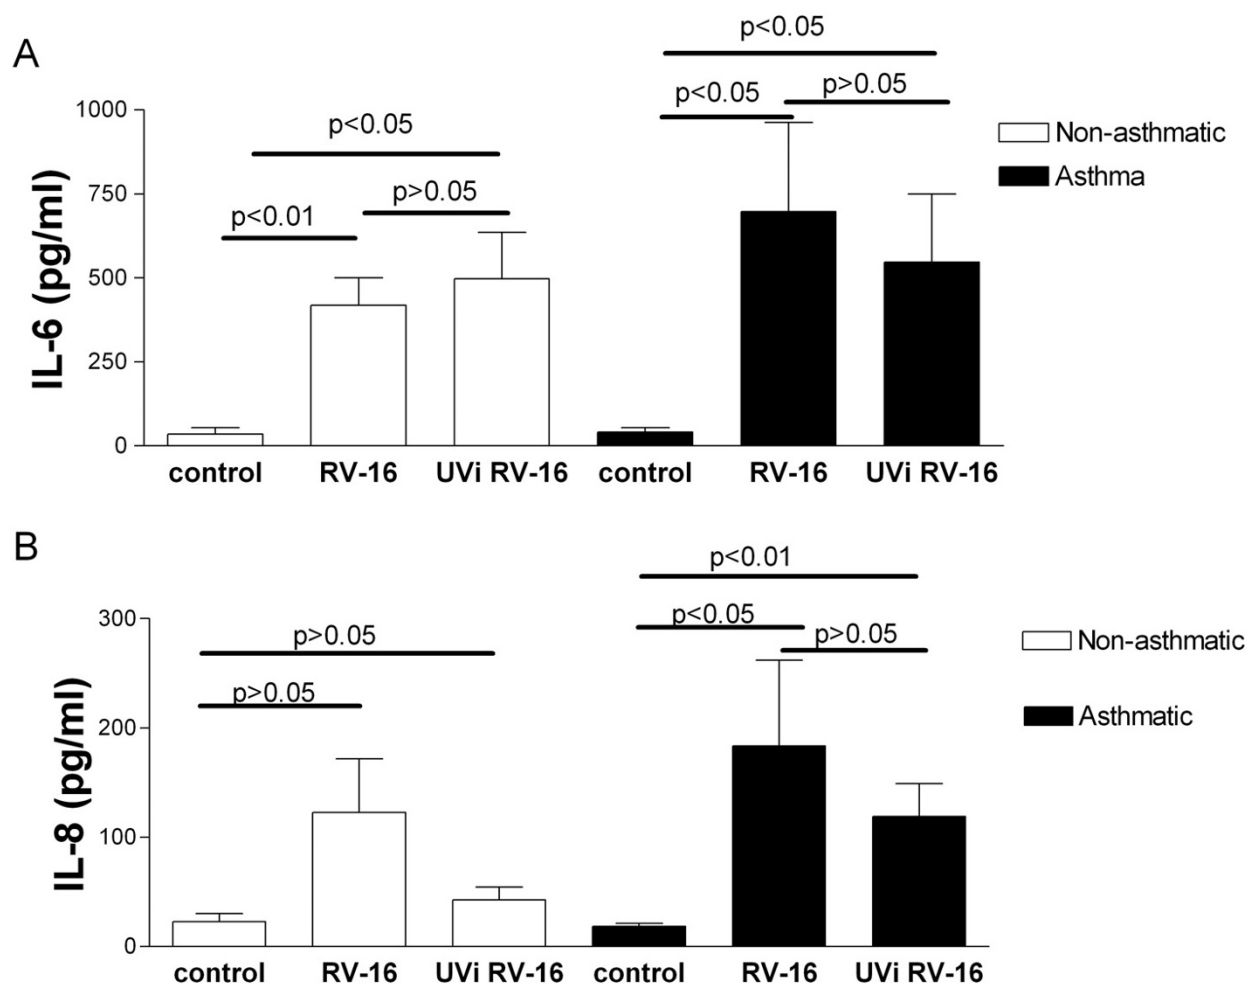 A
p<0.05
p<0.05
p>0.05
p<0.05
p<0.01
p>0.05
1000
750
500
250
0
IL-6 (pg/ml)
Non-asthmatic
Asthma
control RV-16 UVi RV-16 control RV-16 UVi RV-16
B
p<0.01
p<0.05
p>0.05
p>0.05
p>0.05
300
200
100
0
IL-8 (pg/ml)
Non-asthmatic
Asthmatic
control RV-16 UVi RV-16 control RV-16 UVi RV-16